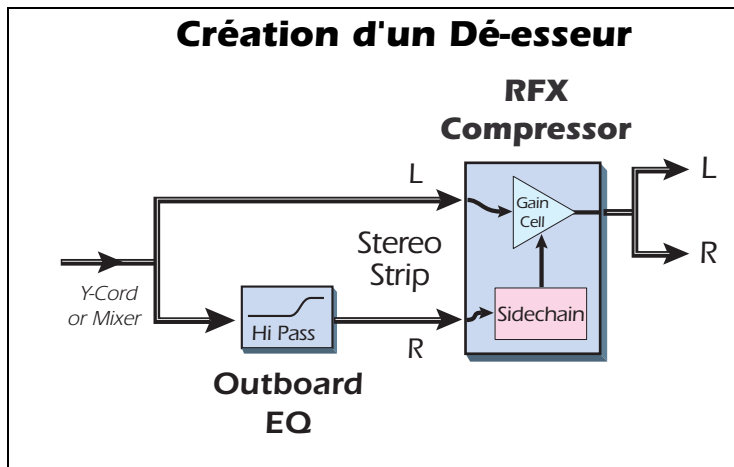 Création d'un Dé-esseur
RFX
Compressor
L
L
Gain
Cell
Stereo
Strip
R
Y-Cord
or Mixer
Hi Pass
Sidechain
R
Outboard
EQ